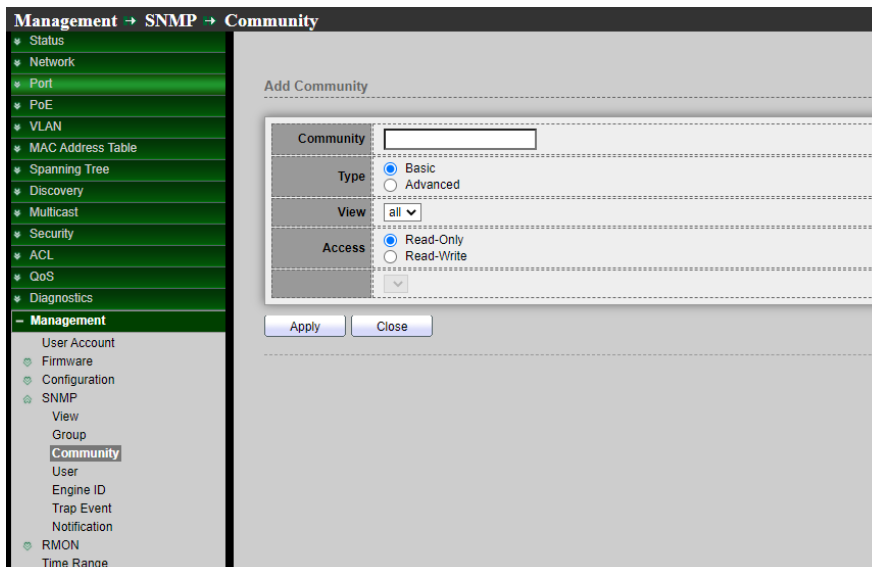 Management → SNMP → Community
Status
Network
Port
PoE
VLAN
MAC Address Table
Spanning Tree
Discovery
Multicast
Security
ACL
QoS
Diagnostics
Management
User Account
Firmware
Configuration
SNMP
View
Group
Community
User
Engine ID
Trap Event
Notification
RMON
Time Range
Add Community
Community
Type
Basic
Advanced
View
all
Access
Read-Only
Read-Write
Apply
Close